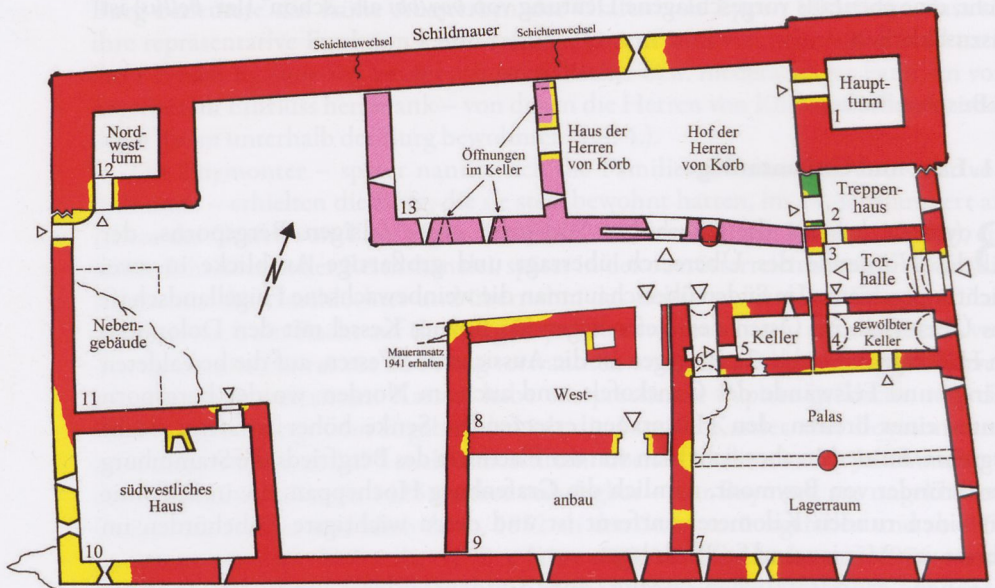 Schichtenwechsel
Schildmauer
Schichtenwechsel
Haupt-
turm
1
Nord-
west-
turm
12
Öffnungen
im Keller
Haus der
Herren
von Korb
Hof der
Herren
von Korb
Treppen-
haus
2
13
3
Tor-
halle
N
Neben-
gebäude
Maueransatz
1941 erhalten
Keller
5
4
gewölbter
Keller
6
West-
Palas
11
8
südwestliches
Haus
anbau
Lagerraum
10
9
7